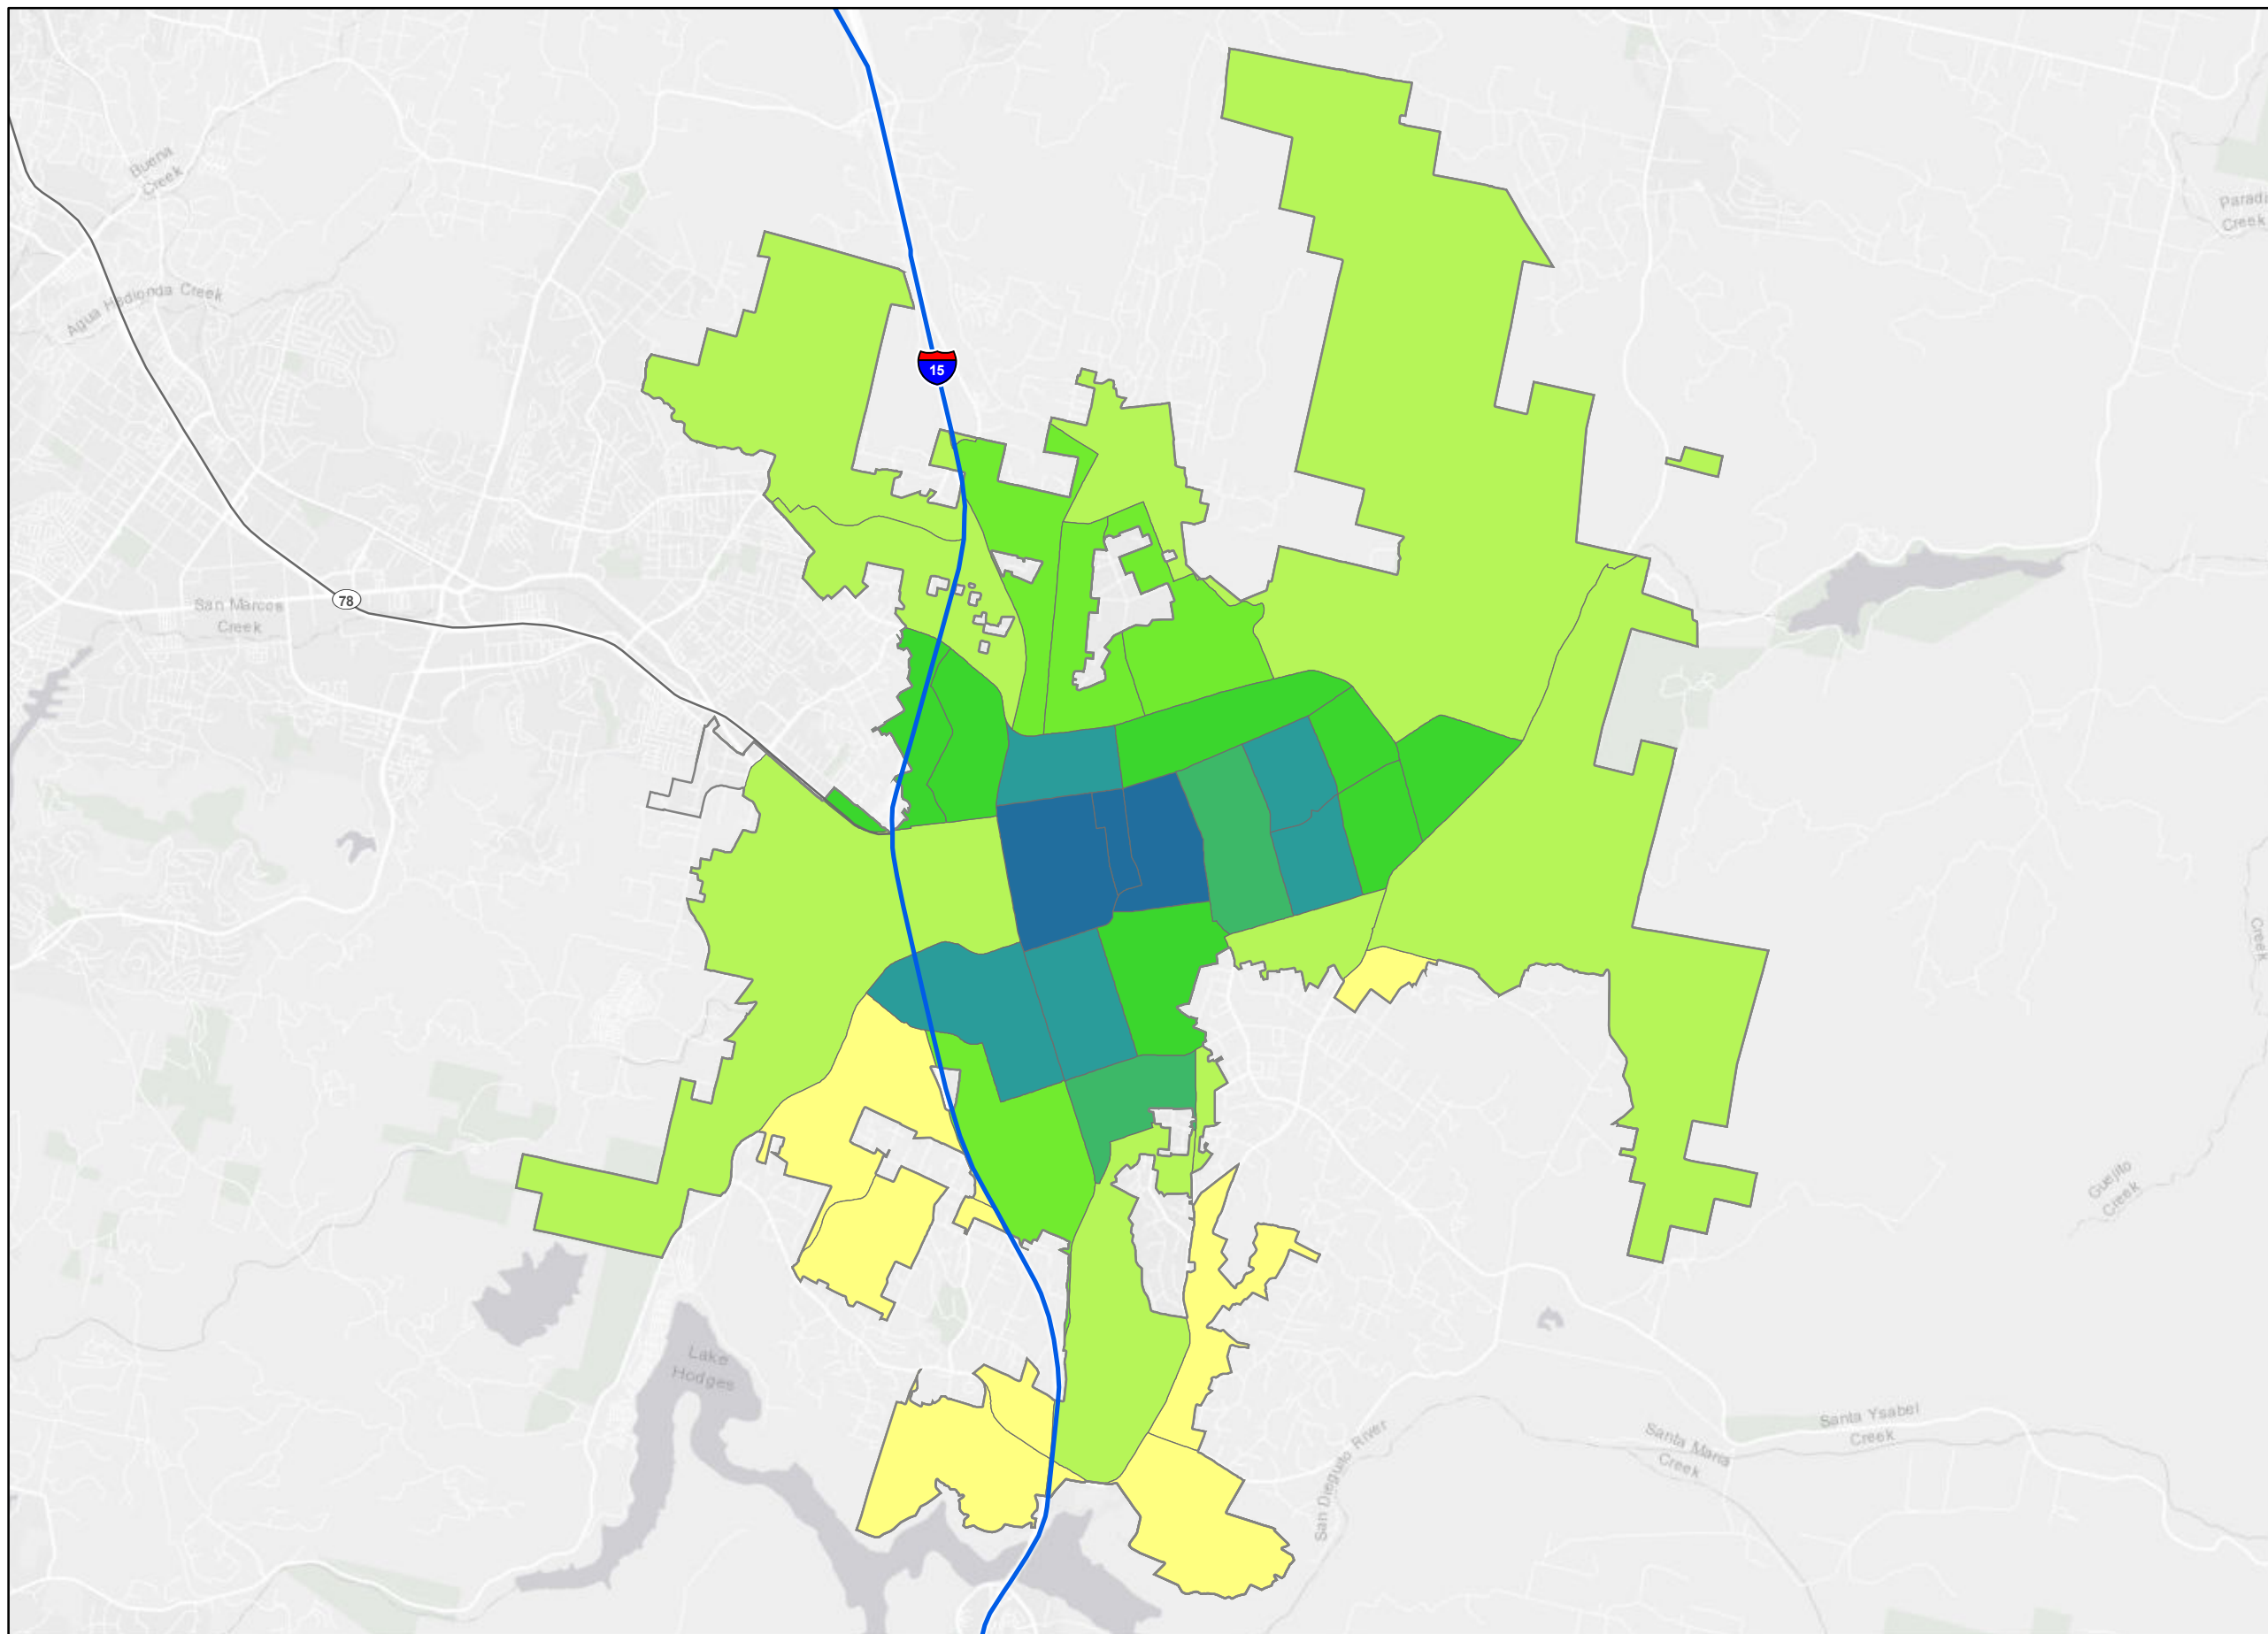 Buena
Creek
Paradi
Creek
Agua Hedionda Creek
15
San Marcos
Creek
78
Creek
Guejito
Creek
Lake
Hodges
San Dieguito River
Santa Maria
Creek
Santa Ysabel
Creek